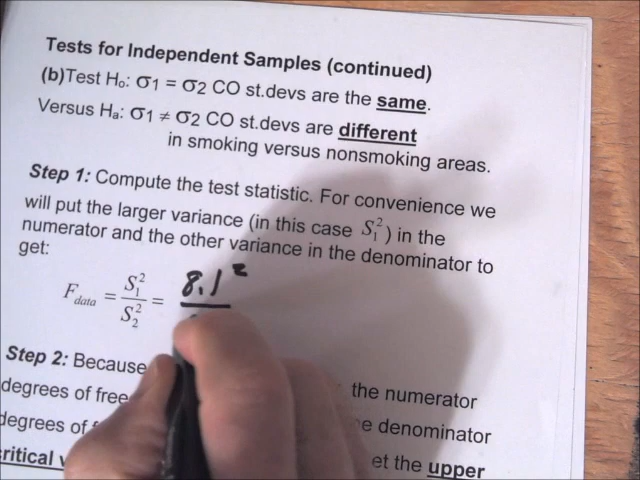 Tests for Independent Samples (continued)
(b)Test Ho: σ1 = σ2 CO st.devs are the same.
Versus Ha: σ1 ≠ σ2 CO st.devs are different
in smoking versus nonsmoking areas.
Step 1: Compute the test statistic. For convenience we
will put the larger variance (in this case S₁²) in the
numerator and the other variance in the denominator to
get:
F_data = S₁²/S₂² = 8.1²
Step 2: Because
degrees of the numerator
degrees of denominator
the upper